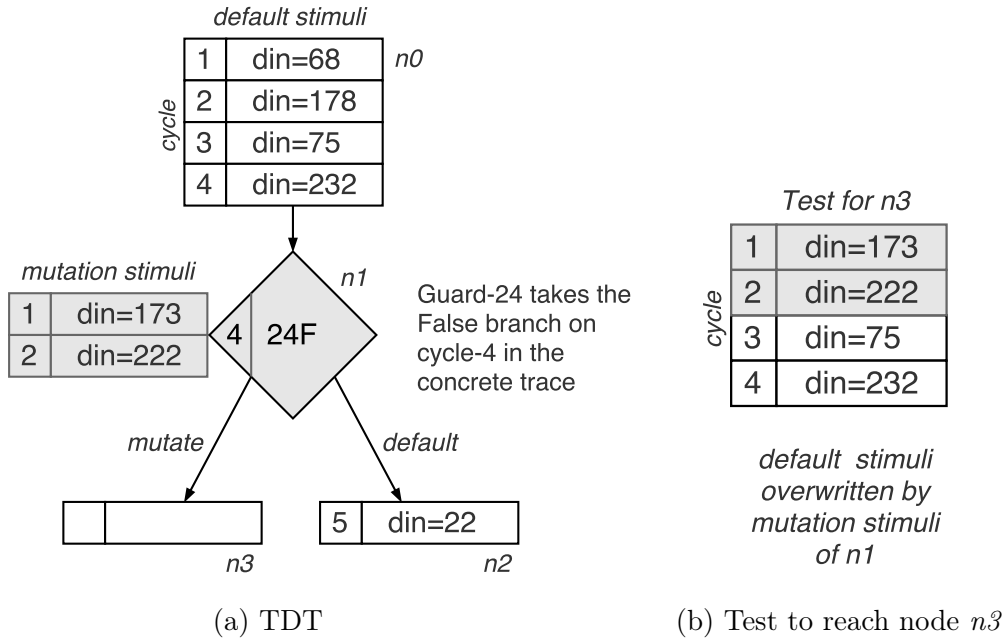 default stimuli
1 din=68
n0
2 din=178
3 din=75
4 din=232
cycle
mutation stimuli
1 din=173
2 din=222
n1
4 24F
Guard-24 takes the
False branch on
cycle-4 in the
concrete trace
mutate
default
5 din=22
n3
n2
(a) TDT
Test for n3
1 din=173
2 din=222
3 din=75
4 din=232
cycle
default stimuli
overwritten by
mutation stimuli
of n1
(b) Test to reach node n3